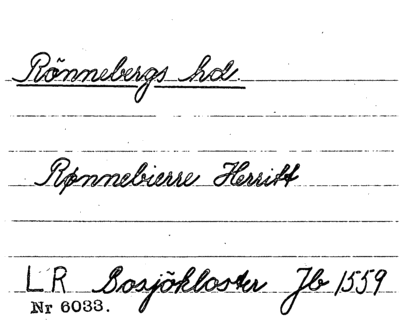 Rönnebergs hd.
Rønnebierre Herritt
LR Bosjökloster Jb 1559
Nr 6033.